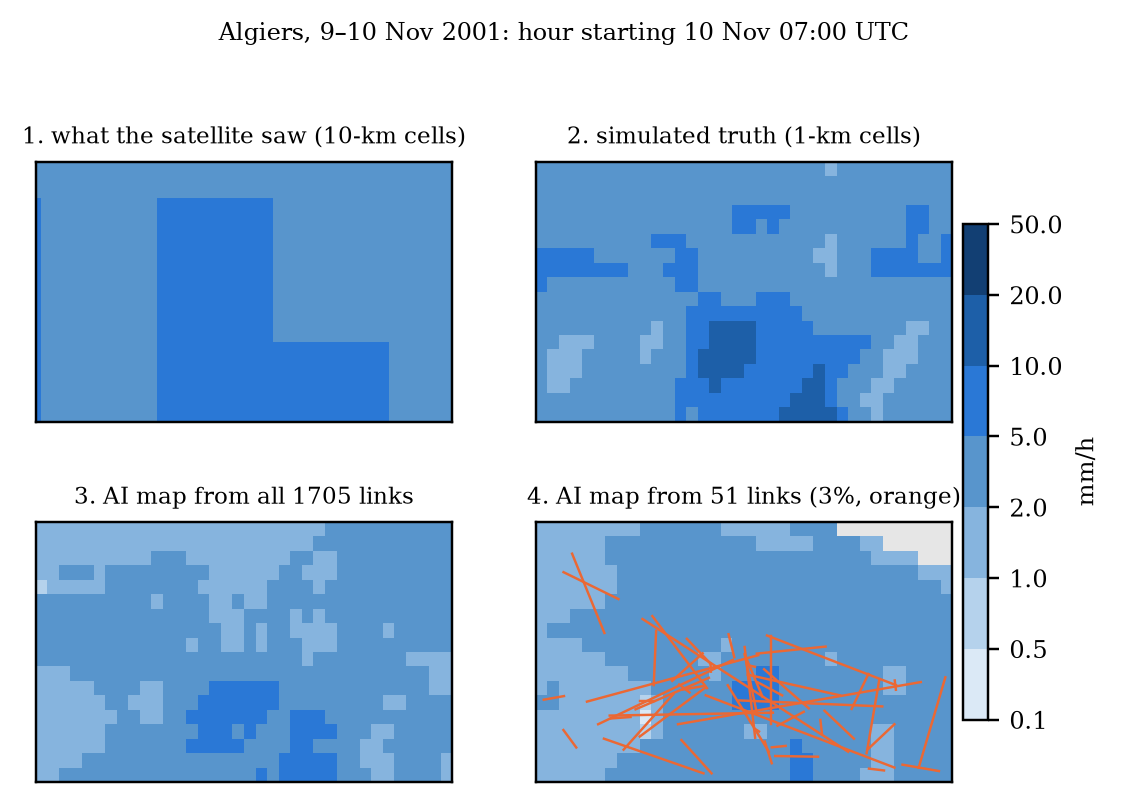 Algiers, 9–10 Nov 2001: hour starting 10 Nov 07:00 UTC
1. what the satellite saw (10-km cells)
2. simulated truth (1-km cells)
3. AI map from all 1705 links
4. AI map from 51 links (3%, orange)
50.0
20.0
10.0
5.0
2.0
1.0
0.5
0.1
mm/h